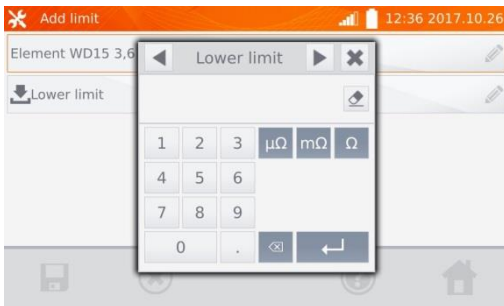 Add limit
12:36 2017.10.26
Element WD15 3,6
Lower limit
Lower limit
1 2 3 μΩ mΩ Ω
4 5 6
7 8 9
0 .